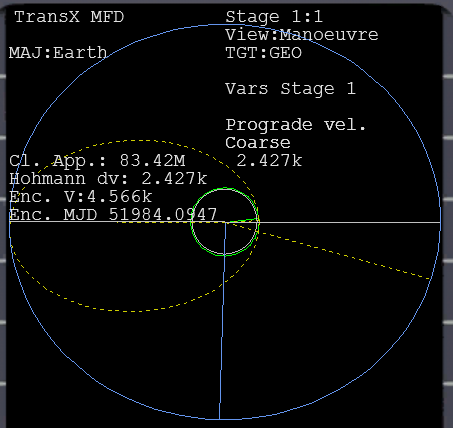 TransX MFD
Stage 1:1
View:Manoeuvre
MAJ:Earth
TGT:GEO
Vars Stage 1
Prograde vel.
Coarse
Cl. App.: 83.42M
2.427k
Hohmann dv: 2.427k
Enc. V:4.566k
Enc. MJD 51984.0947